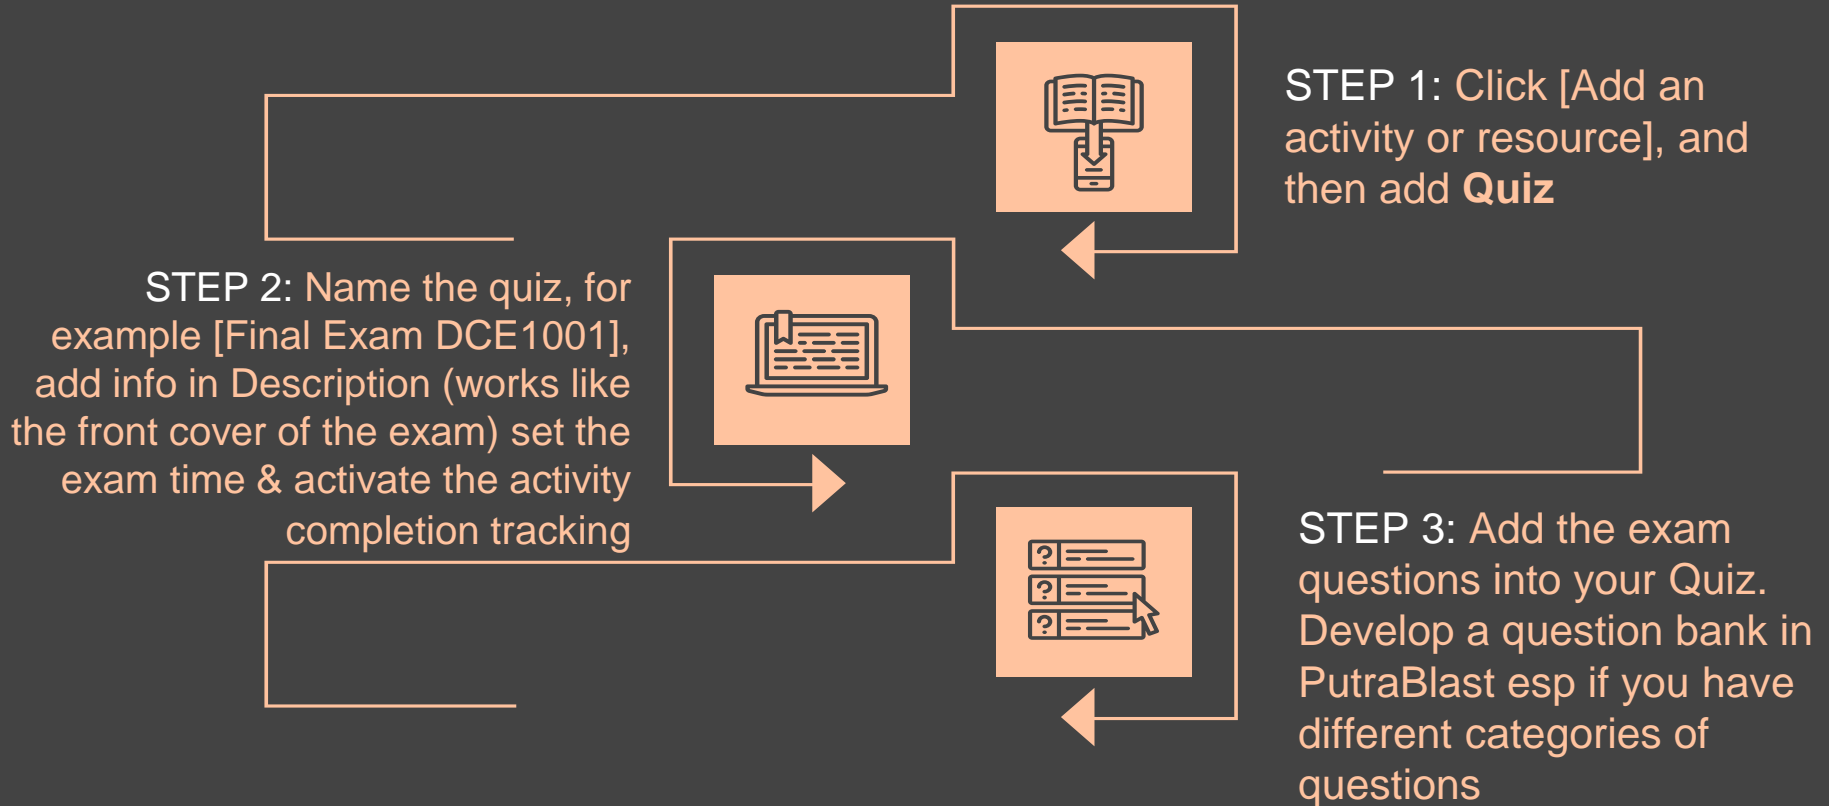 STEP 1: Click [Add an
activity or resource], and
then add Quiz
STEP 2: Name the quiz, for
example [Final Exam DCE1001],
add info in Description (works like
the front cover of the exam) set the
exam time & activate the activity
completion tracking
STEP 3: Add the exam
questions into your Quiz.
Develop a question bank in
PutraBlast esp if you have
different categories of
questions